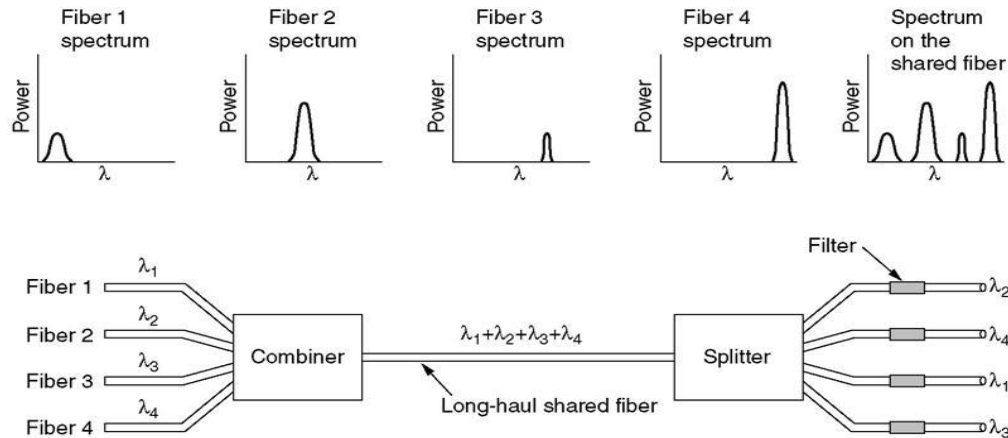 Fiber 1
spectrum
Power
λ
Fiber 2
spectrum
Power
λ
Fiber 3
spectrum
Power
λ
Fiber 4
spectrum
Power
λ
Spectrum
on the
shared fiber
Power
λ
Filter
Fiber 1
λ1
Fiber 2
λ2
Fiber 3
λ3
Fiber 4
λ4
Combiner
λ1+λ2+λ3+λ4
Long-haul shared fiber
Splitter
λ2
λ4
λ1
λ3